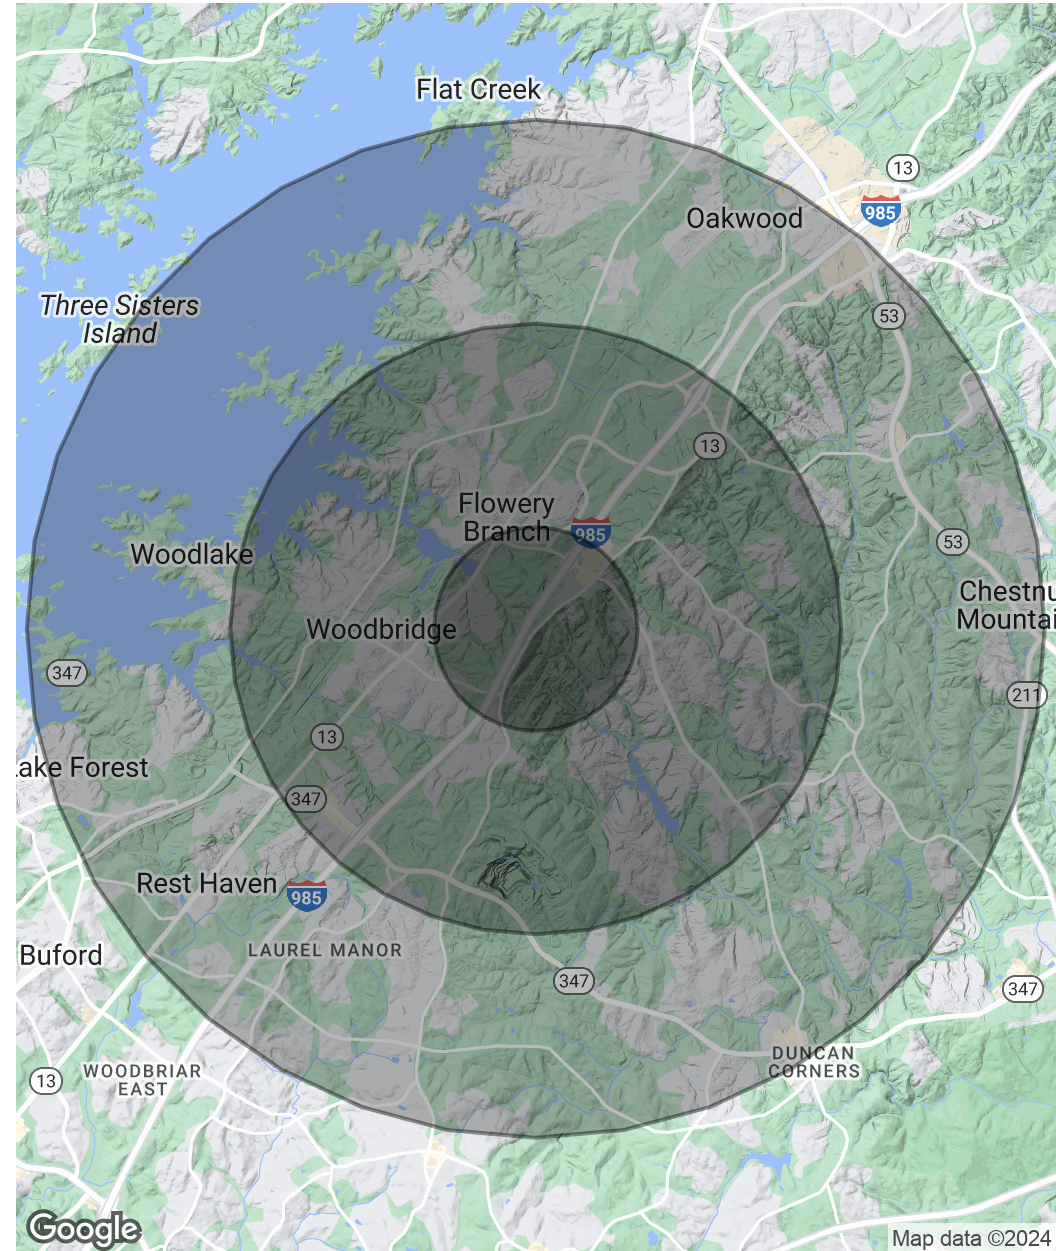 Flat Creek
13
985
Oakwood
Three Sisters
Island
53
13
Flowery
Branch
985
53
Woodlake
Chestnu
Mountai
Woodbridge
347
211
13
ake Forest
347
Rest Haven
985
LAUREL MANOR
Buford
347
347
DUNCAN
CORNERS
WOODBRIAR
EAST
13
Google
Map data ©2024